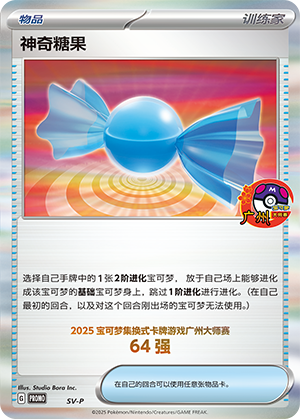 物品
训练家
神奇糖果
广州
大师赛
选择自己手牌中的1张2阶进化宝可梦，放于自己场上能够进
化成该宝可梦的基础宝可梦身上，跳过1阶进化进行进化。（在自己
最初的回合，以及对这个回合刚出场的宝可梦无法使用。）
2025 宝可梦集换式卡牌游戏广州大师赛
64 强
Illus. Studio Bora Inc.
G PROMO SV-P
在自己的回合可以使用任意张物品卡。
©2025 Pokémon/Nintendo/Creatures/GAME FREAK.